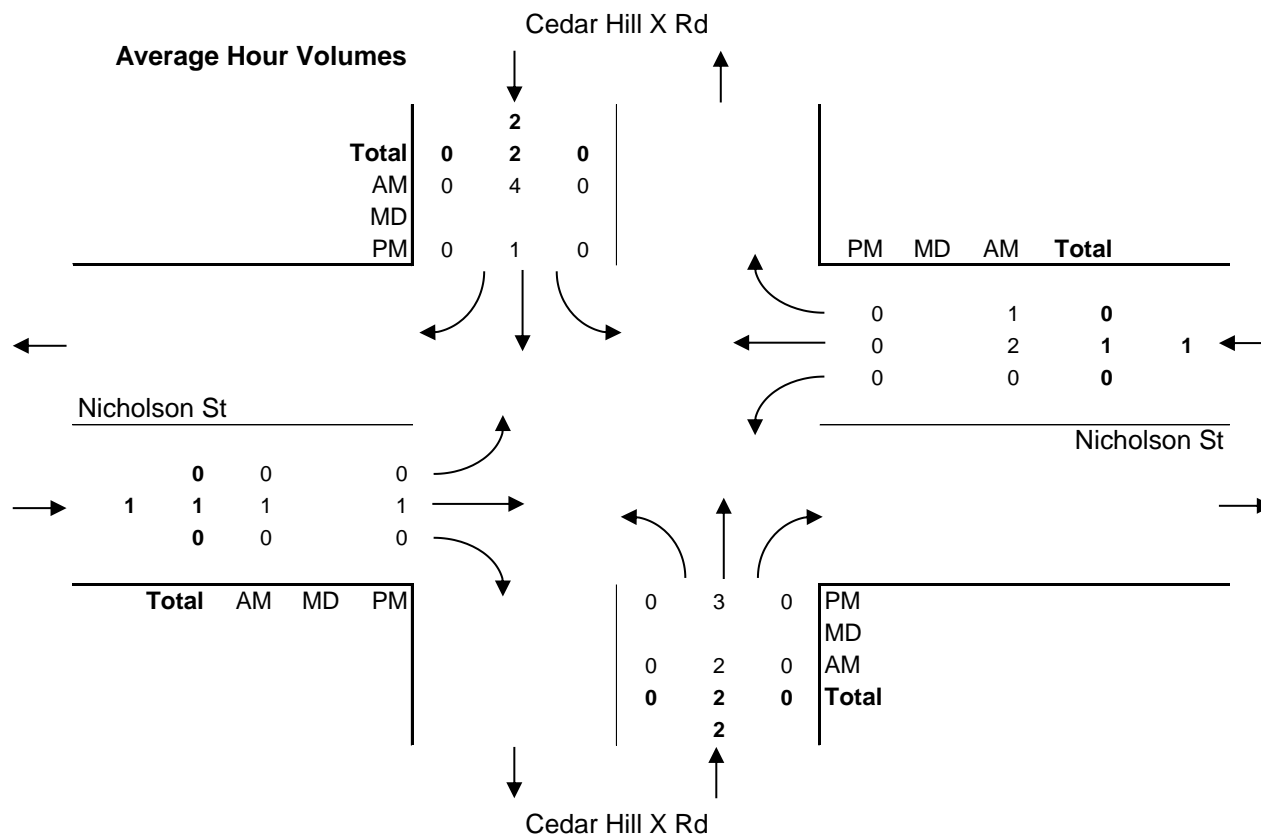 Cedar Hill X Rd
Average Hour Volumes
2
Total 0 2 0
AM 0 4 0
MD
PM 0 1 0
PM MD AM Total
0 1 0
0 2 1 1
0 0 0
Nicholson St
Nicholson St
0 0 0
1 1 1 1
0 0 0
Total AM MD PM
0 3 0 PM
MD
0 2 0 AM
0 2 0 Total
2
Cedar Hill X Rd